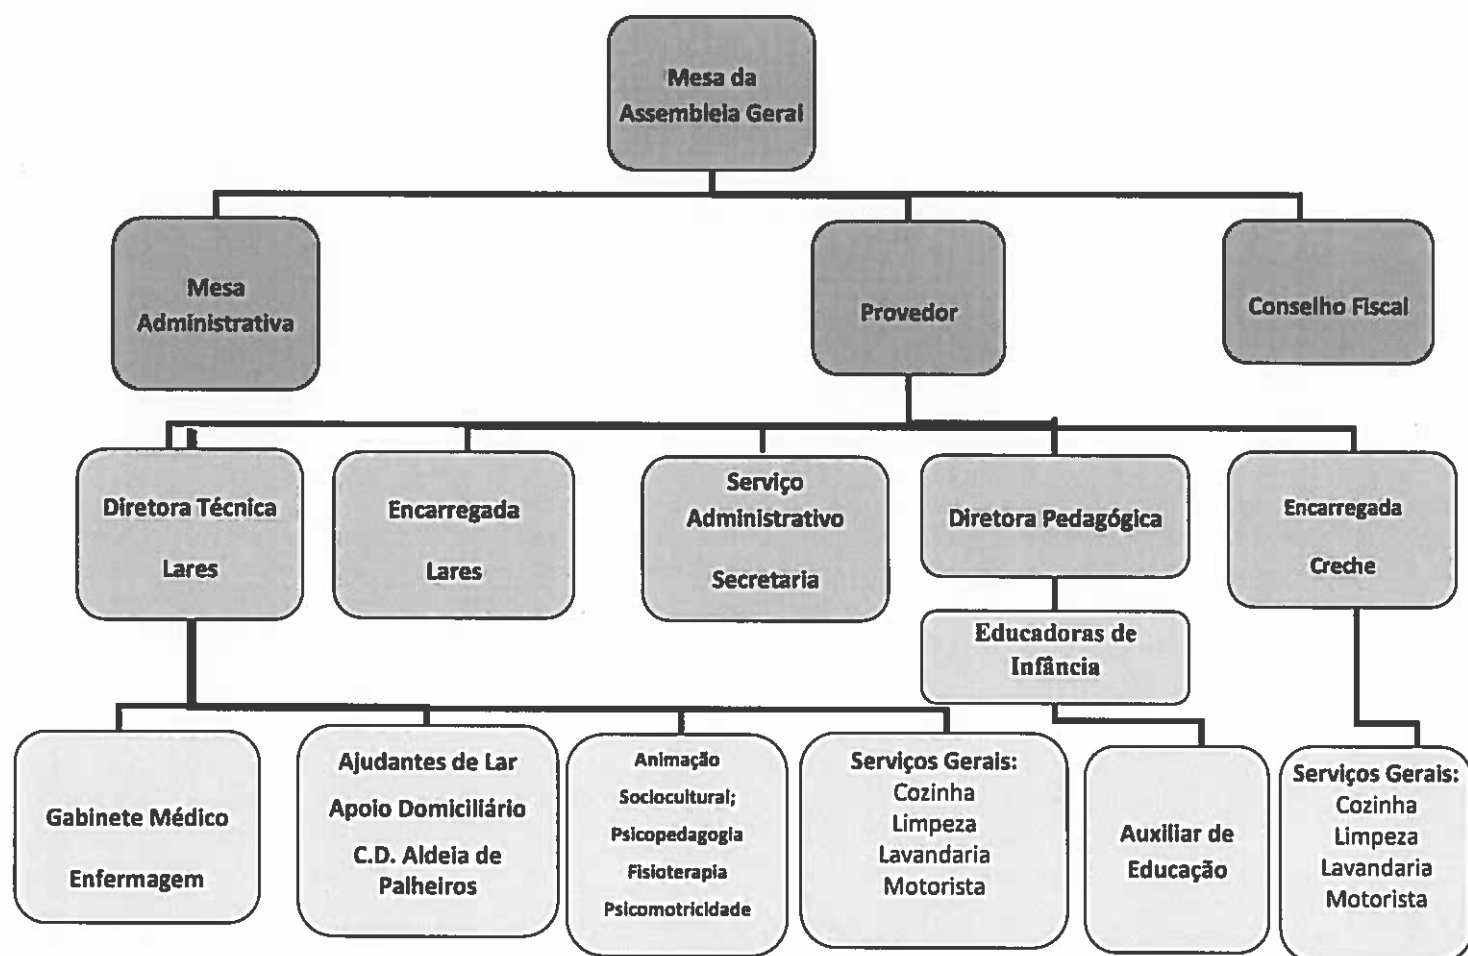 Mesa da
Assembleia Geral
Mesa
Administrativa
Provedor
Conselho Fiscal
Diretora Técnica
Lares
Encarregada
Lares
Serviço
Administrativo
Secretaria
Diretora Pedagógica
Encarregada
Creche
Educadoras de
Infância
Gabinete Médico
Enfermagem
Ajudantes de Lar
Apoio Domiciliário
C.D. Aldeia de
Palheiros
Animação
Sociocultural;
Psicopedagogia
Fisioterapia
Psicomotricidade
Serviços Gerais:
Cozinha
Limpeza
Lavandaria
Motorista
Auxiliar de
Educação
Serviços Gerais:
Cozinha
Limpeza
Lavandaria
Motorista